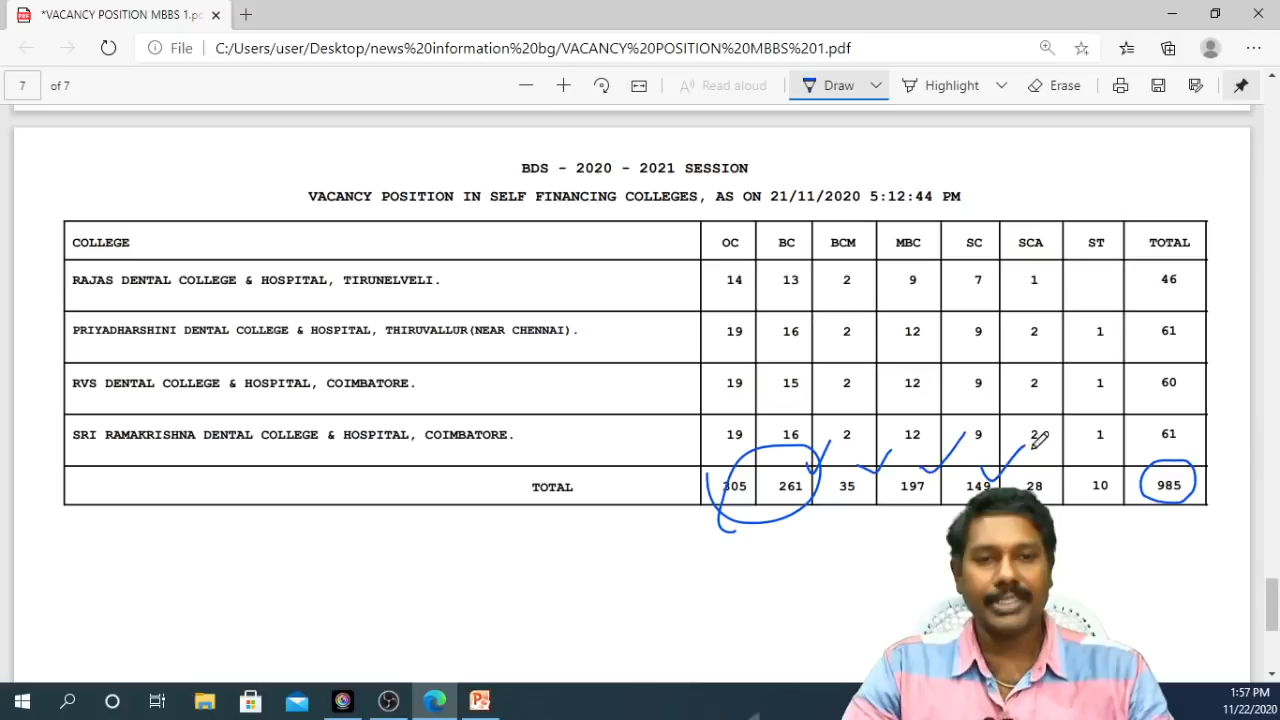 *VACANCY POSITION MBBS 1.pd
File C:/Users/user/Desktop/news%20information%20bg/VACANCY%20POSITION%20MBBS%201.pdf
7 of 7 Read aloud Draw Highlight Erase
BDS - 2020 - 2021 SESSION
VACANCY POSITION IN SELF FINANCING COLLEGES, AS ON 21/11/2020 5:12:44 PM
COLLEGE OC BC BCM MBC SC SCA ST TOTAL
RAJAS DENTAL COLLEGE & HOSPITAL, TIRUNELVELI. 14 13 2 9 7 1 46
PRIYADHARSHINI DENTAL COLLEGE & HOSPITAL, THIRUVALLUR(NEAR CHENNAI). 19 16 2 12 9 2 1 61
RVS DENTAL COLLEGE & HOSPITAL, COIMBATORE. 19 15 2 12 9 2 1 60
SRI RAMAKRISHNA DENTAL COLLEGE & HOSPITAL, COIMBATORE. 19 16 2 12 9 2 1 61
TOTAL 305 261 35 197 149 28 10 985
1:57 PM
11/22/2020